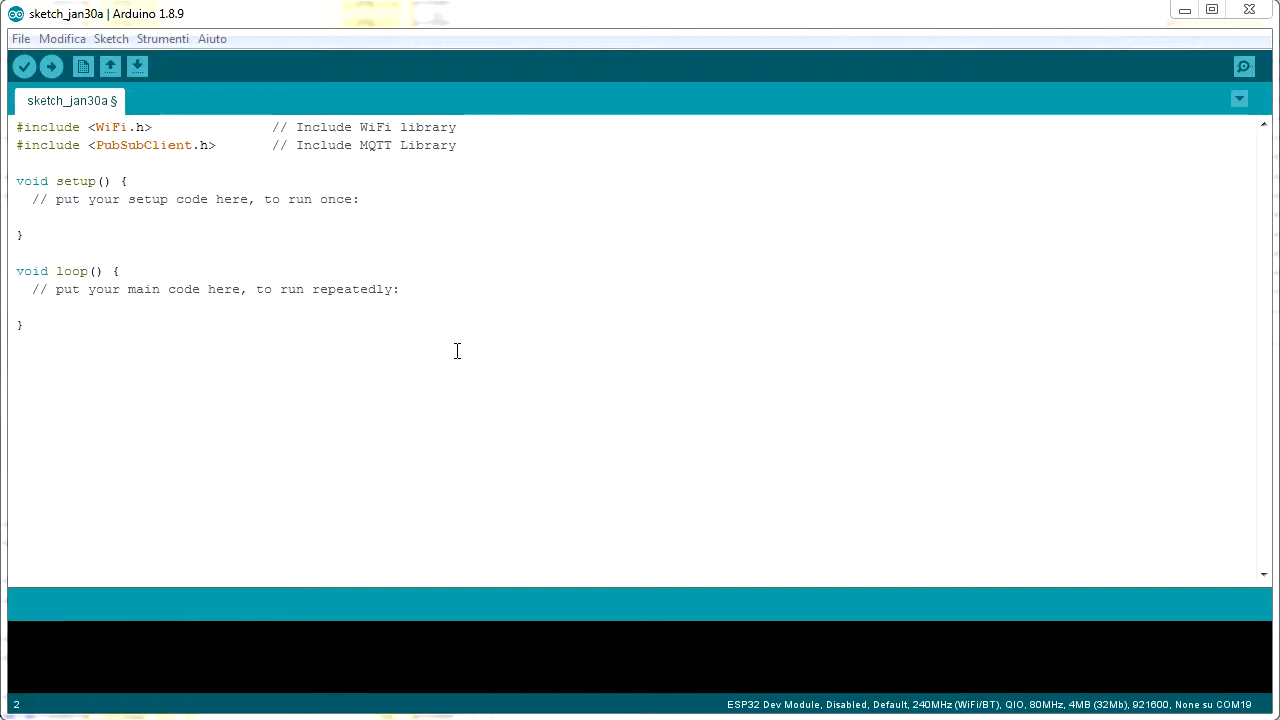 sketch_jan30a | Arduino 1.8.9
File Modifica Sketch Strumenti Aiuto
sketch_jan30a §
#include <WiFi.h> // Include WiFi library
#include <PubSubClient.h> // Include MQTT Library
void setup() {
// put your setup code here, to run once:
}
void loop() {
// put your main code here, to run repeatedly:
}
2 ESP32 Dev Module, Disabled, Default, 240MHz (WiFi/BT), QIO, 80MHz, 4MB (32Mb), 921600, None su COM19